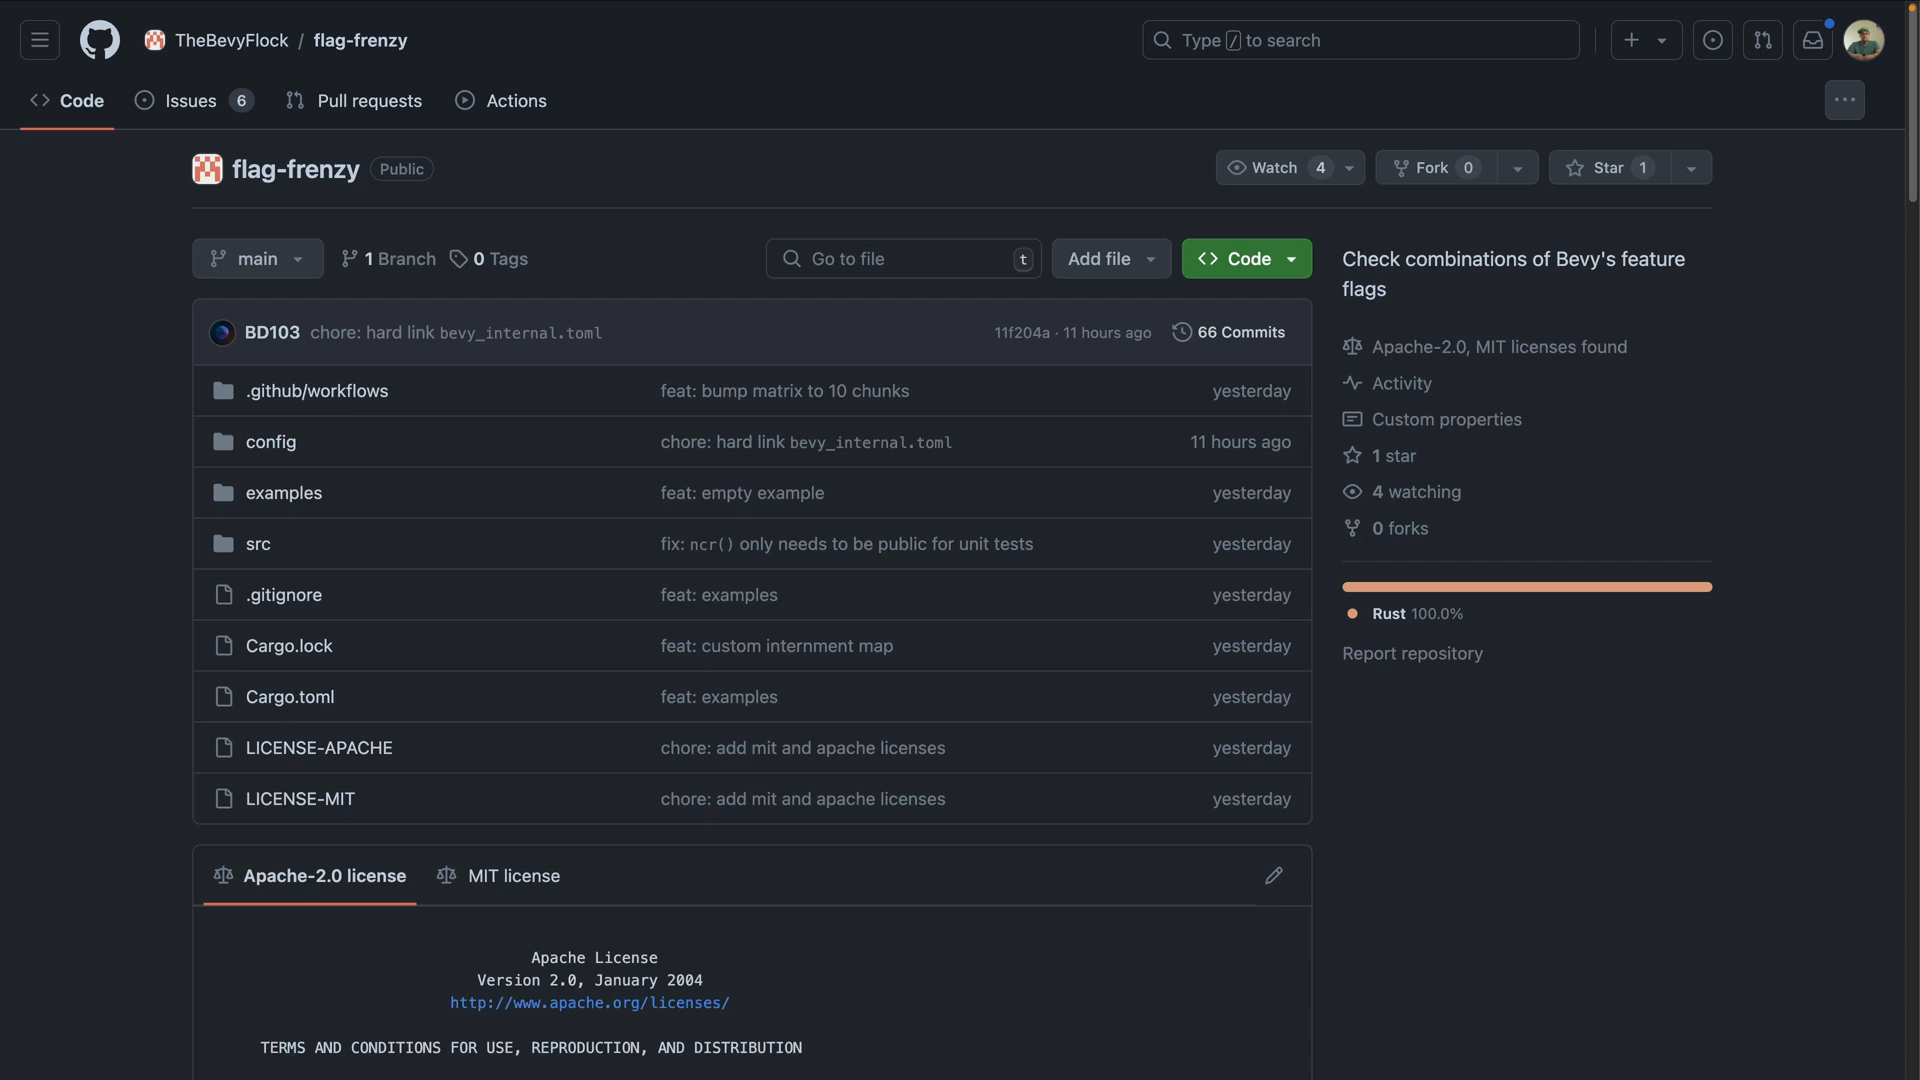 TheBevyFlock / flag-frenzy
Type / to search
Code
Issues 6
Pull requests
Actions
flag-frenzy Public
Watch 4
Fork 0
Star 1
main
1 Branch
0 Tags
Go to file t
Add file
Code
Check combinations of Bevy's feature
flags
BD103 chore: hard link bevy_internal.toml
11f204a · 11 hours ago
66 Commits
.github/workflows feat: bump matrix to 10 chunks yesterday
config chore: hard link bevy_internal.toml 11 hours ago
examples feat: empty example yesterday
src fix: ncr() only needs to be public for unit tests yesterday
.gitignore feat: examples yesterday
Cargo.lock feat: custom internment map yesterday
Cargo.toml feat: examples yesterday
LICENSE-APACHE chore: add mit and apache licenses yesterday
LICENSE-MIT chore: add mit and apache licenses yesterday
Apache-2.0, MIT licenses found
Activity
Custom properties
1 star
4 watching
0 forks
Rust 100.0%
Report repository
Apache-2.0 license
MIT license
Apache License
Version 2.0, January 2004
http://www.apache.org/licenses/
TERMS AND CONDITIONS FOR USE, REPRODUCTION, AND DISTRIBUTION